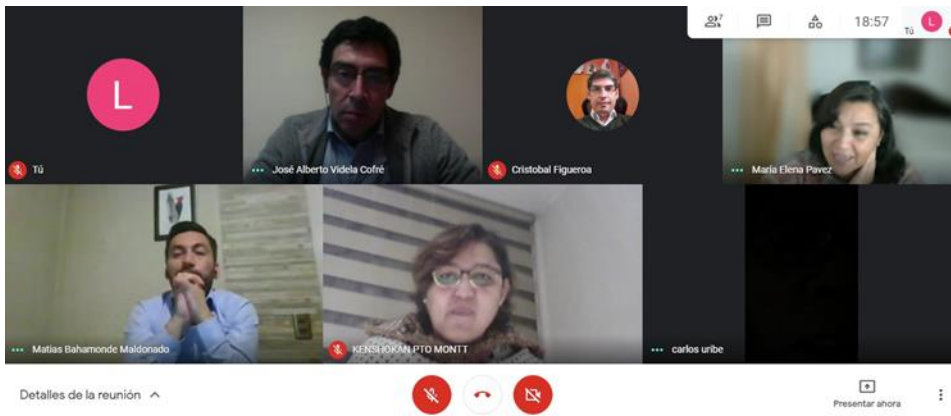 7
18:57
Tú
L
L
Tú
José Alberto Videla Cofré
Cristobal Figueroa
María Elena Pavez
Matias Bahamonde Maldonado
KENSHOKAN PTO MONTT
carlos uribe
Detalles de la reunión
Presentar ahora